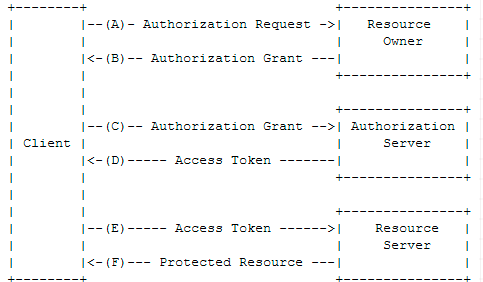 +--------+                               +---------------+
|        |--(A)- Authorization Request ->|   Resource    |
|        |                               |     Owner     |
|        |<-(B)-- Authorization Grant ---|               |
|        |                               +---------------+
|        |
|        |                               +---------------+
|        |--(C)-- Authorization Grant -->| Authorization |
| Client |                               |     Server    |
|        |<-(D)----- Access Token -------|               |
|        |                               +---------------+
|        |
|        |                               +---------------+
|        |--(E)----- Access Token ------>|    Resource   |
|        |                               |     Server    |
|        |<-(F)--- Protected Resource ---|               |
+--------+                               +---------------+